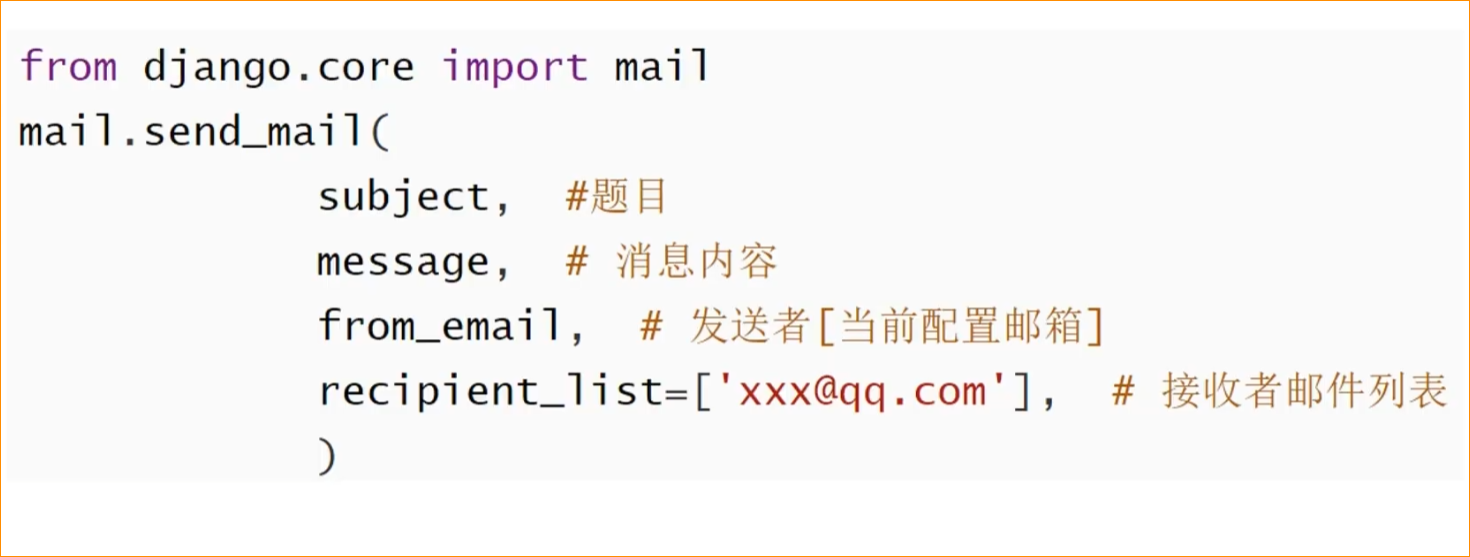 from django.core import mail
mail.send_mail(
subject, #题目
message, # 消息内容
from_email, # 发送者[当前配置邮箱]
recipient_list=['xxx@qq.com'], # 接收者邮件列表
)